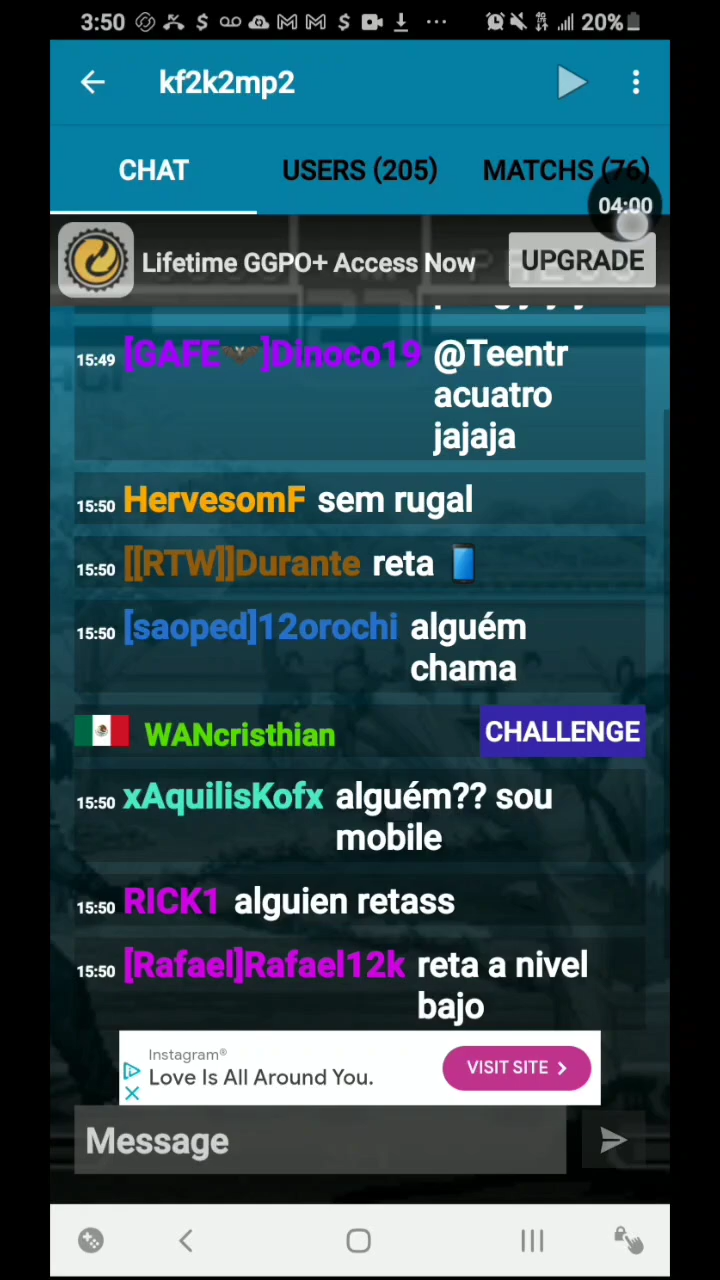 3:50
20%
kf2k2mp2
CHAT
USERS (205)
MATCHS (76)
04:00
Lifetime GGPO+ Access Now
UPGRADE
15:49 [GAFE🦇]Dinoco19 @Teentr
acuatro
jajaja
15:50 HervesomF sem rugal
15:50 [[RTW]]Durante reta 📱
15:50 [saoped]12orochi alguém
chama
WANcristhian
CHALLENGE
15:50 xAquilisKofx alguém?? sou
mobile
15:50 RICK1 alguien retass
15:50 [Rafael]Rafael12k reta a nivel
bajo
Instagram®
Love Is All Around You.
VISIT SITE
Message